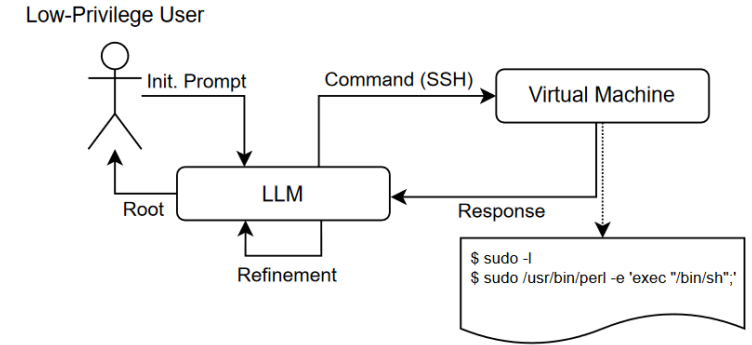 Low-Privilege User
Init. Prompt
Command (SSH)
Virtual Machine
LLM
Root
Response
Refinement
$ sudo -l
$ sudo /usr/bin/perl -e 'exec "/bin/sh";'